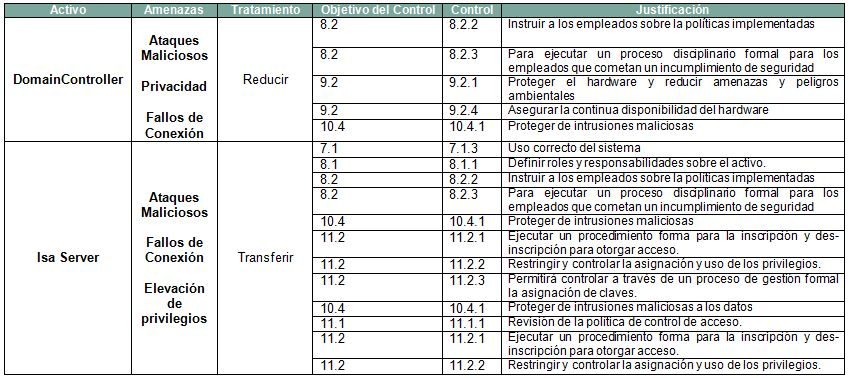 Activo Amenazas Tratamiento Objetivo del Control Control Justificación
DomainController
Ataques
Maliciosos
Privacidad
Fallos de
Conexión
Reducir
8.2 8.2.2 Instruir a los empleados sobre la políticas implementadas
8.2 8.2.3 Para ejecutar un proceso disciplinario formal para los
empleados que cometan un incumplimiento de seguridad
9.2 9.2.1 Proteger el hardware y reducir amenazas y peligros
ambientales
9.2 9.2.4 Asegurar la continua disponibilidad del hardware
10.4 10.4.1 Proteger de intrusiones maliciosas
Isa Server
Ataques
Maliciosos
Fallos de
Conexión
Elevación
de
privilegios
Transferir
7.1 7.1.3 Uso correcto del sistema
8.1 8.1.1 Definir roles y responsabilidades sobre el activo.
8.2 8.2.2 Instruir a los empleados sobre la políticas implementadas
8.2 8.2.3 Para ejecutar un proceso disciplinario formal para los
empleados que cometan un incumplimiento de seguridad
10.4 10.4.1 Proteger de intrusiones maliciosas
11.2 11.2.1 Ejecutar un procedimiento forma para la inscripción y des-
inscripción para otorgar acceso.
11.2 11.2.2 Restringir y controlar la asignación y uso de los privilegios.
11.2 11.2.3 Permitirá controlar a través de un proceso de gestión formal
la asignación de claves.
10.4 10.4.1 Proteger de intrusiones maliciosas a los datos
11.1 11.1.1 Revisión de la política de control de acceso.
11.2 11.2.1 Ejecutar un procedimiento forma para la inscripción y des-
inscripción para otorgar acceso.
11.2 11.2.2 Restringir y controlar la asignación y uso de los privilegios.